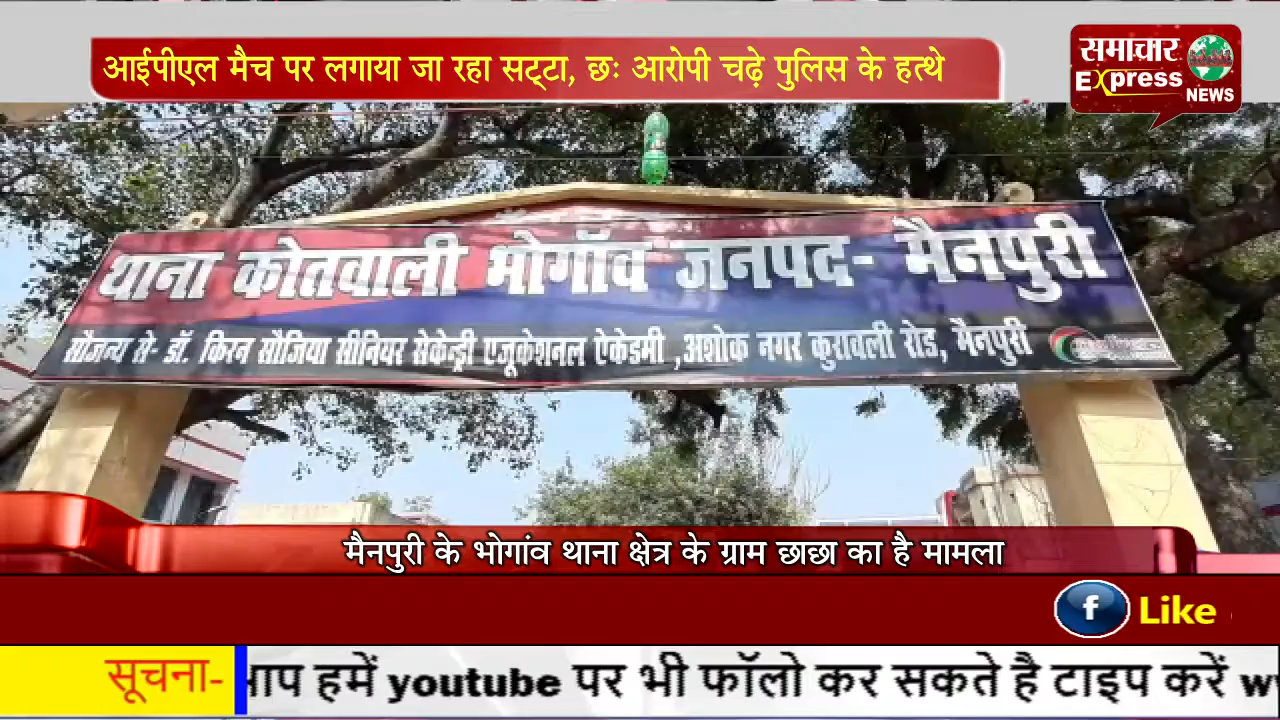 आईपीएल मैच पर लगाया जा रहा सट्टा, छः आरोपी चढ़े पुलिस के हत्थे
समाचार
Express
NEWS
थाना कोतवाली भोगाँव जनपद- मैनपुरी
सौजन्य से- डॉ. किरन सौजिया सीनियर सेकेन्ड्री एजूकेशनल ऐकेडमी ,अशोक नगर कुरावली रोड, मैनपुरी
मैनपुरी के भोगांव थाना क्षेत्र के ग्राम छाछा का है मामला
f Like
सूचना- आप हमें youtube पर भी फॉलो कर सकते है टाइप करें